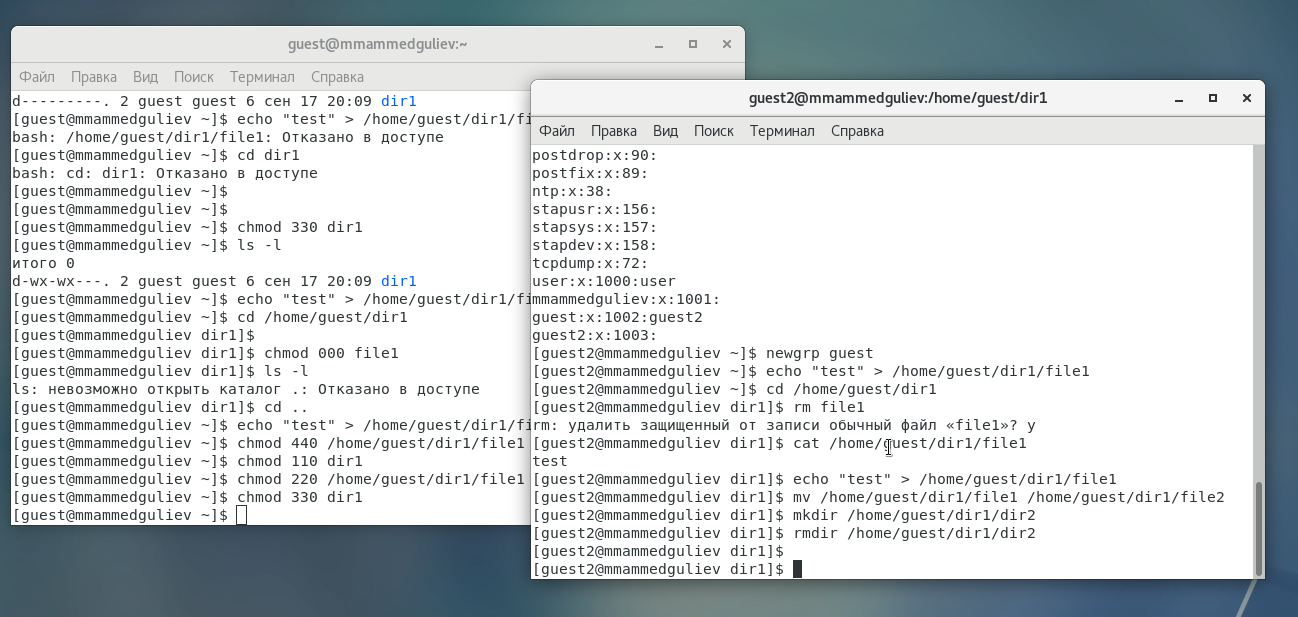 guest@mmammedguliev:~
Файл Правка Вид Поиск Терминал Справка
d---------. 2 guest guest 6 сен 17 20:09 dir1
[guest@mmammedguliev ~]$ echo "test" > /home/guest/dir1/fi
bash: /home/guest/dir1/file1: Отказано в доступе
[guest@mmammedguliev ~]$ cd dir1
bash: cd: dir1: Отказано в доступе
[guest@mmammedguliev ~]$
[guest@mmammedguliev ~]$
[guest@mmammedguliev ~]$ chmod 330 dir1
[guest@mmammedguliev ~]$ ls -l
итого 0
d-wx-wx---. 2 guest guest 6 сен 17 20:09 dir1
[guest@mmammedguliev ~]$ echo "test" > /home/guest/dir1/fi
[guest@mmammedguliev ~]$ cd /home/guest/dir1
[guest@mmammedguliev dir1]$
[guest@mmammedguliev dir1]$ chmod 000 file1
[guest@mmammedguliev dir1]$ ls -l
ls: невозможно открыть каталог .: Отказано в доступе
[guest@mmammedguliev dir1]$ cd ..
[guest@mmammedguliev ~]$ echo "test" > /home/guest/dir1/fi
[guest@mmammedguliev ~]$ chmod 440 /home/guest/dir1/file1
[guest@mmammedguliev ~]$ chmod 110 dir1
[guest@mmammedguliev ~]$ chmod 220 /home/guest/dir1/file1
[guest@mmammedguliev ~]$ chmod 330 dir1
[guest@mmammedguliev ~]$
guest2@mmammedguliev:/home/guest/dir1
Файл Правка Вид Поиск Терминал Справка
postdrop:x:90:
postfix:x:89:
ntp:x:38:
stapusr:x:156:
stapsys:x:157:
stapdev:x:158:
tcpdump:x:72:
user:x:1000:user
mmammedguliev:x:1001:
guest:x:1002:guest2
guest2:x:1003:
[guest2@mmammedguliev ~]$ newgrp guest
[guest2@mmammedguliev ~]$ echo "test" > /home/guest/dir1/file1
[guest2@mmammedguliev ~]$ cd /home/guest/dir1
[guest2@mmammedguliev dir1]$ rm file1
rm: удалить защищенный от записи обычный файл «file1»? y
[guest2@mmammedguliev dir1]$ cat /home/guest/dir1/file1
test
[guest2@mmammedguliev dir1]$ echo "test" > /home/guest/dir1/file1
[guest2@mmammedguliev dir1]$ mv /home/guest/dir1/file1 /home/guest/dir1/file2
[guest2@mmammedguliev dir1]$ mkdir /home/guest/dir1/dir2
[guest2@mmammedguliev dir1]$ rmdir /home/guest/dir1/dir2
[guest2@mmammedguliev dir1]$
[guest2@mmammedguliev dir1]$